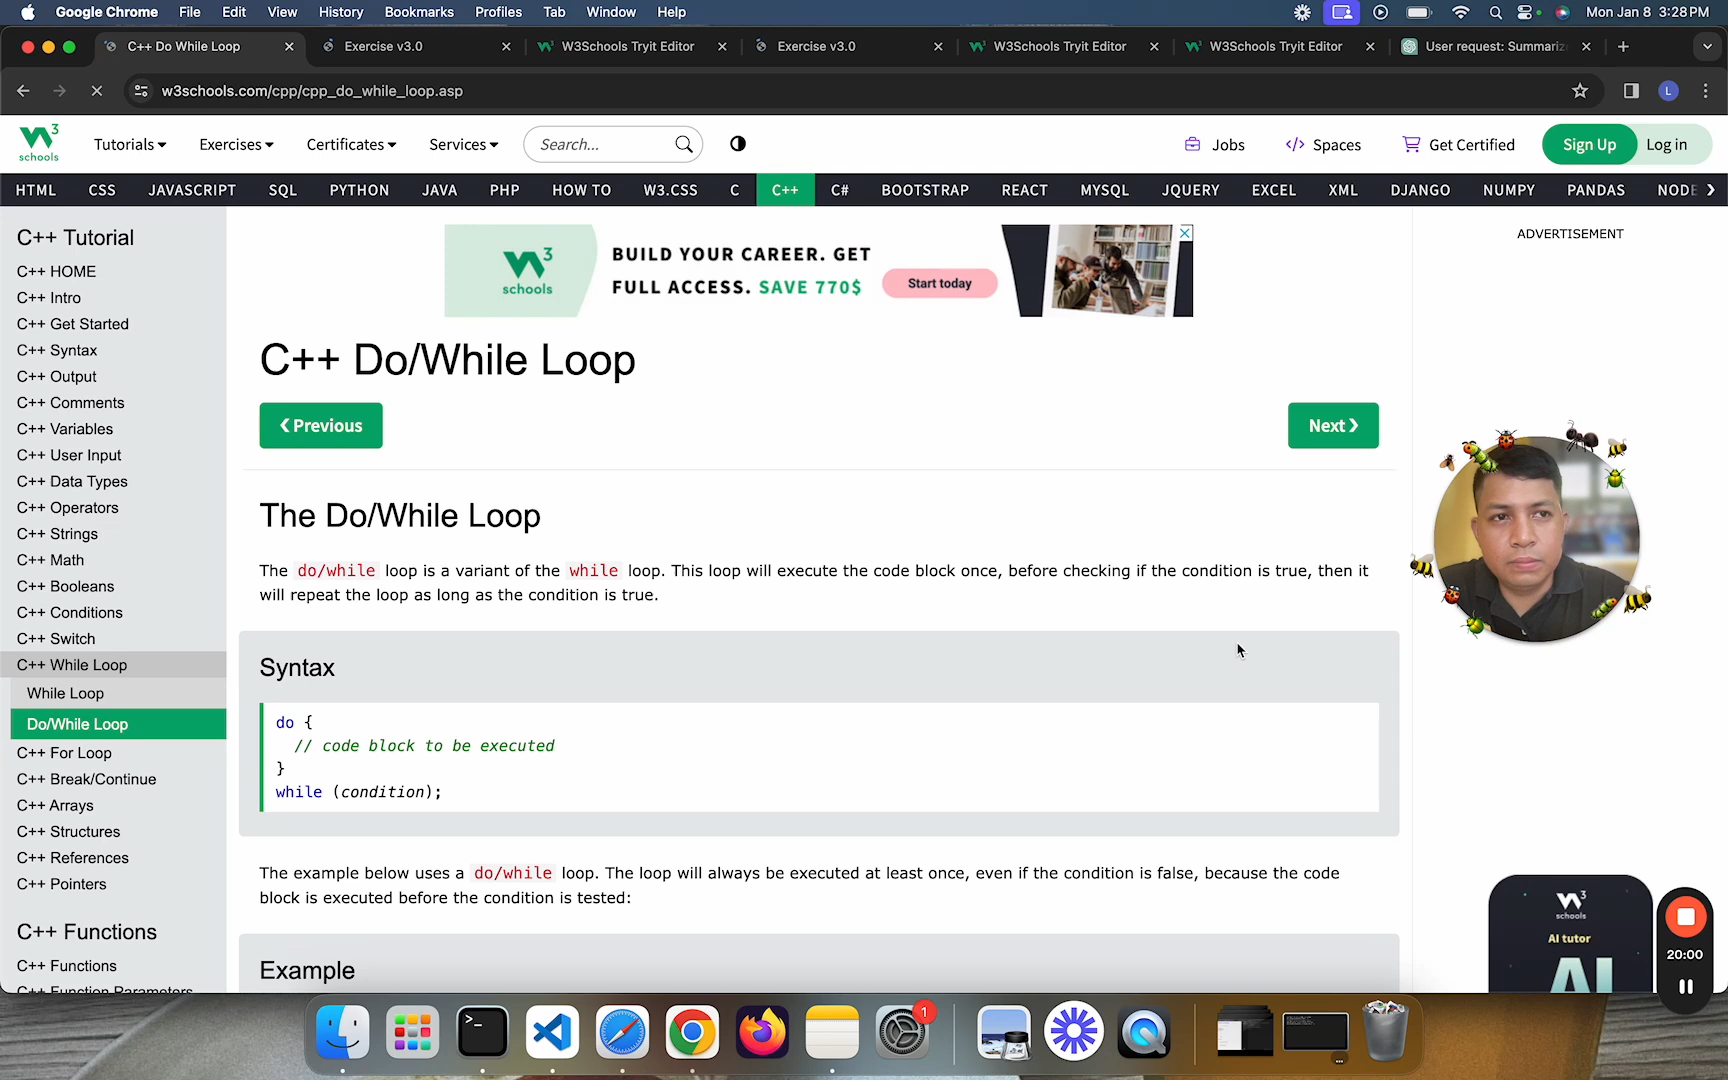 Google Chrome File Edit View History Bookmarks Profiles Tab Window Help Mon Jan 8 3:28 PM
C++ Do While Loop Exercise v3.0 W3Schools Tryit Editor Exercise v3.0 W3Schools Tryit Editor W3Schools Tryit Editor User request: Summariz
w3schools.com/cpp/cpp_do_while_loop.asp L
W3 schools Tutorials Exercises Certificates Services Search... Jobs Spaces Get Certified Sign Up Log in
HTML CSS JAVASCRIPT SQL PYTHON JAVA PHP HOW TO W3.CSS C C++ C# BOOTSTRAP REACT MYSQL JQUERY EXCEL XML DJANGO NUMPY PANDAS NODE
C++ Tutorial
C++ HOME
C++ Intro
C++ Get Started
C++ Syntax
C++ Output
C++ Comments
C++ Variables
C++ User Input
C++ Data Types
C++ Operators
C++ Strings
C++ Math
C++ Booleans
C++ Conditions
C++ Switch
C++ While Loop
While Loop
Do/While Loop
C++ For Loop
C++ Break/Continue
C++ Arrays
C++ Structures
C++ References
C++ Pointers
C++ Functions
C++ Functions
C++ Function Parameters
W3 schools
BUILD YOUR CAREER. GET
FULL ACCESS. SAVE 770$
Start today
ADVERTISEMENT
C++ Do/While Loop
❮ Previous
Next ❯
The Do/While Loop
The do/while loop is a variant of the while loop. This loop will execute the code block once, before checking if the condition is true, then it
will repeat the loop as long as the condition is true.
Syntax
do {
// code block to be executed
}
while (condition);
The example below uses a do/while loop. The loop will always be executed at least once, even if the condition is false, because the code
block is executed before the condition is tested:
Example
W3
schools
AI tutor
AI
20:00
1